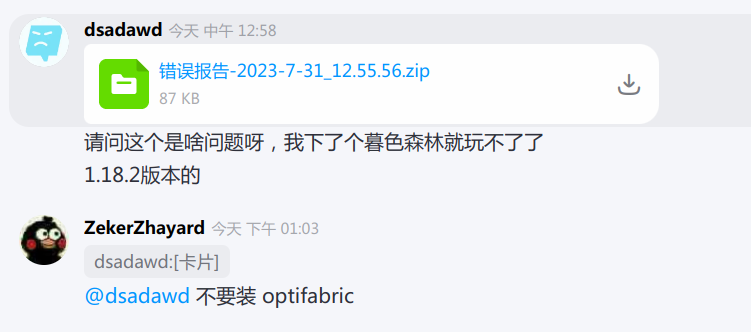 dsadawd 今天 中午 12:58
错误报告-2023-7-31_12.55.56.zip
87 KB
请问这个是啥问题呀，我下了个暮色森林就玩不了了
1.18.2版本的
ZekerZhayard 今天 下午 01:03
dsadawd:[卡片]
@dsadawd 不要装 optifabric